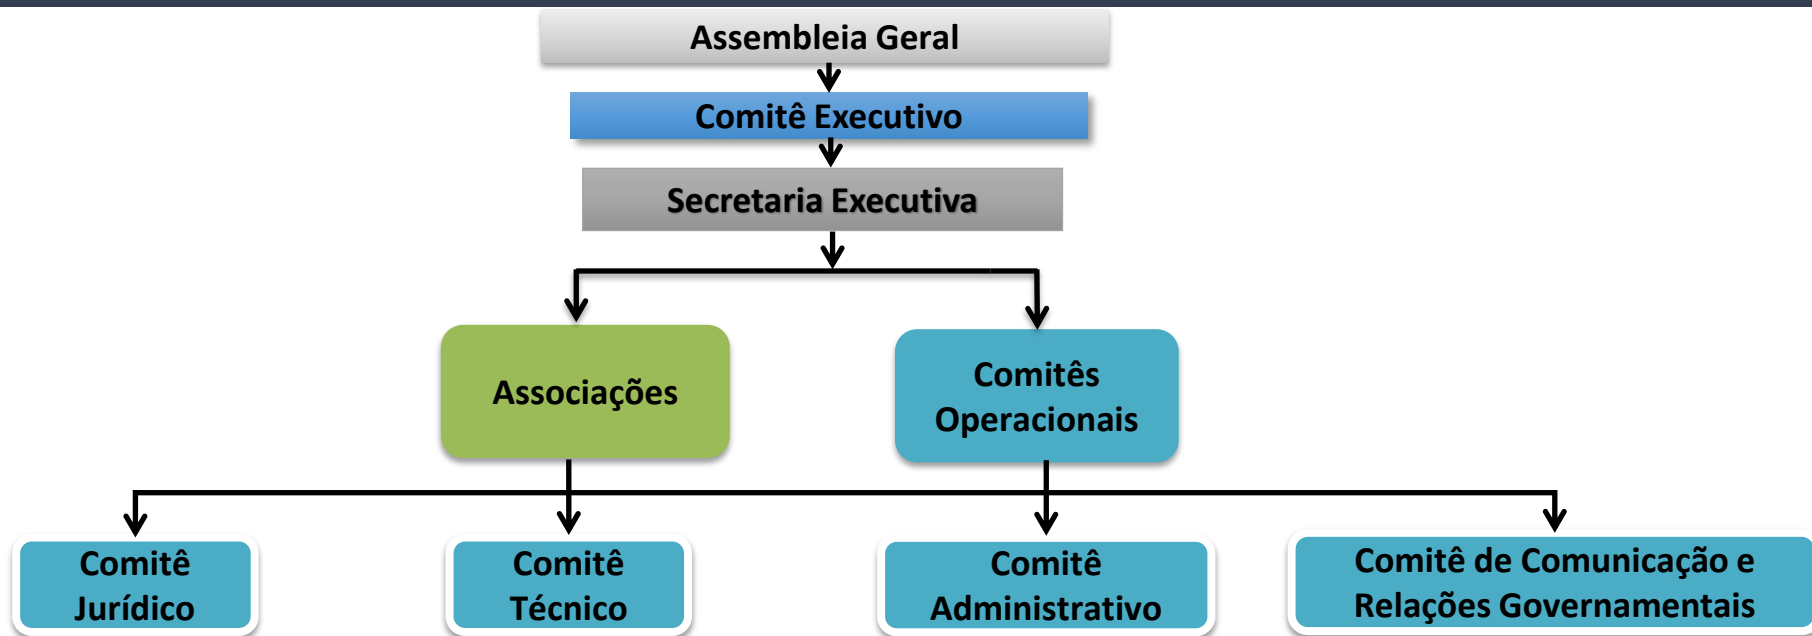 Assembleia Geral
Comitê Executivo
Secretaria Executiva
Associações
Comitês
Operacionais
Comitê
Jurídico
Comitê
Técnico
Comitê
Administrativo
Comitê de Comunicação e
Relações Governamentais